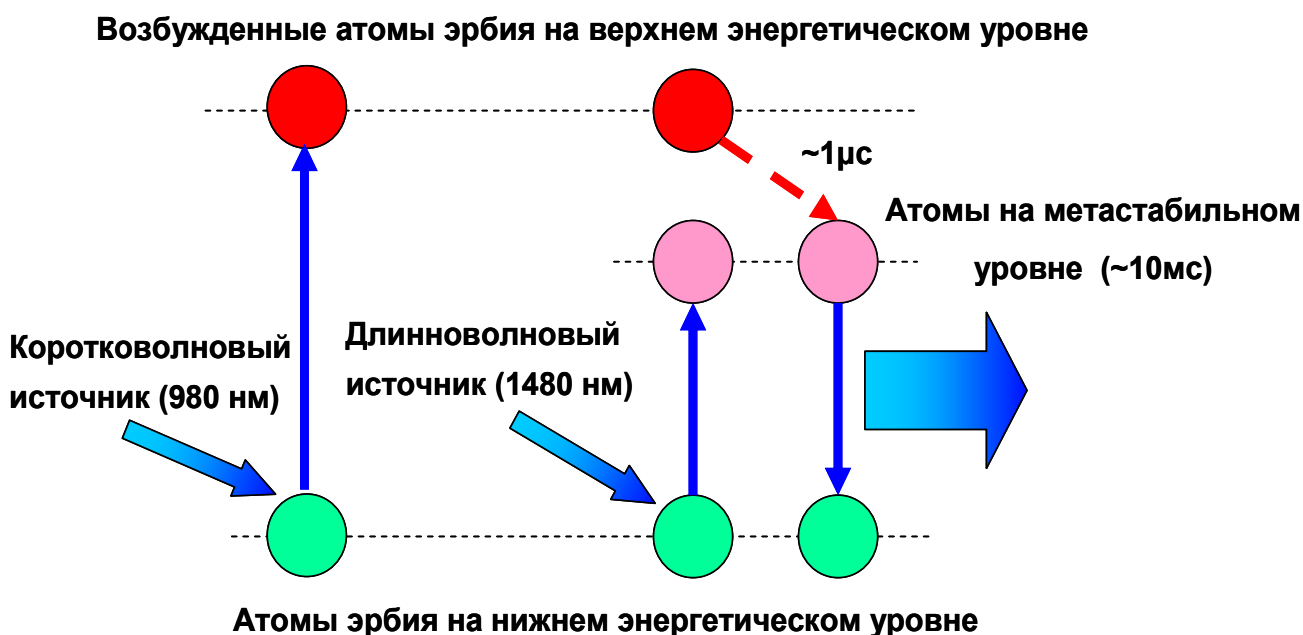 Возбужденные атомы эрбия на верхнем энергетическом уровне
~1μс
Атомы на метастабильном
уровне (~10мс)
Коротковолновый
источник (980 нм)
Длинноволновый
источник (1480 нм)
Атомы эрбия на нижнем энергетическом уровне